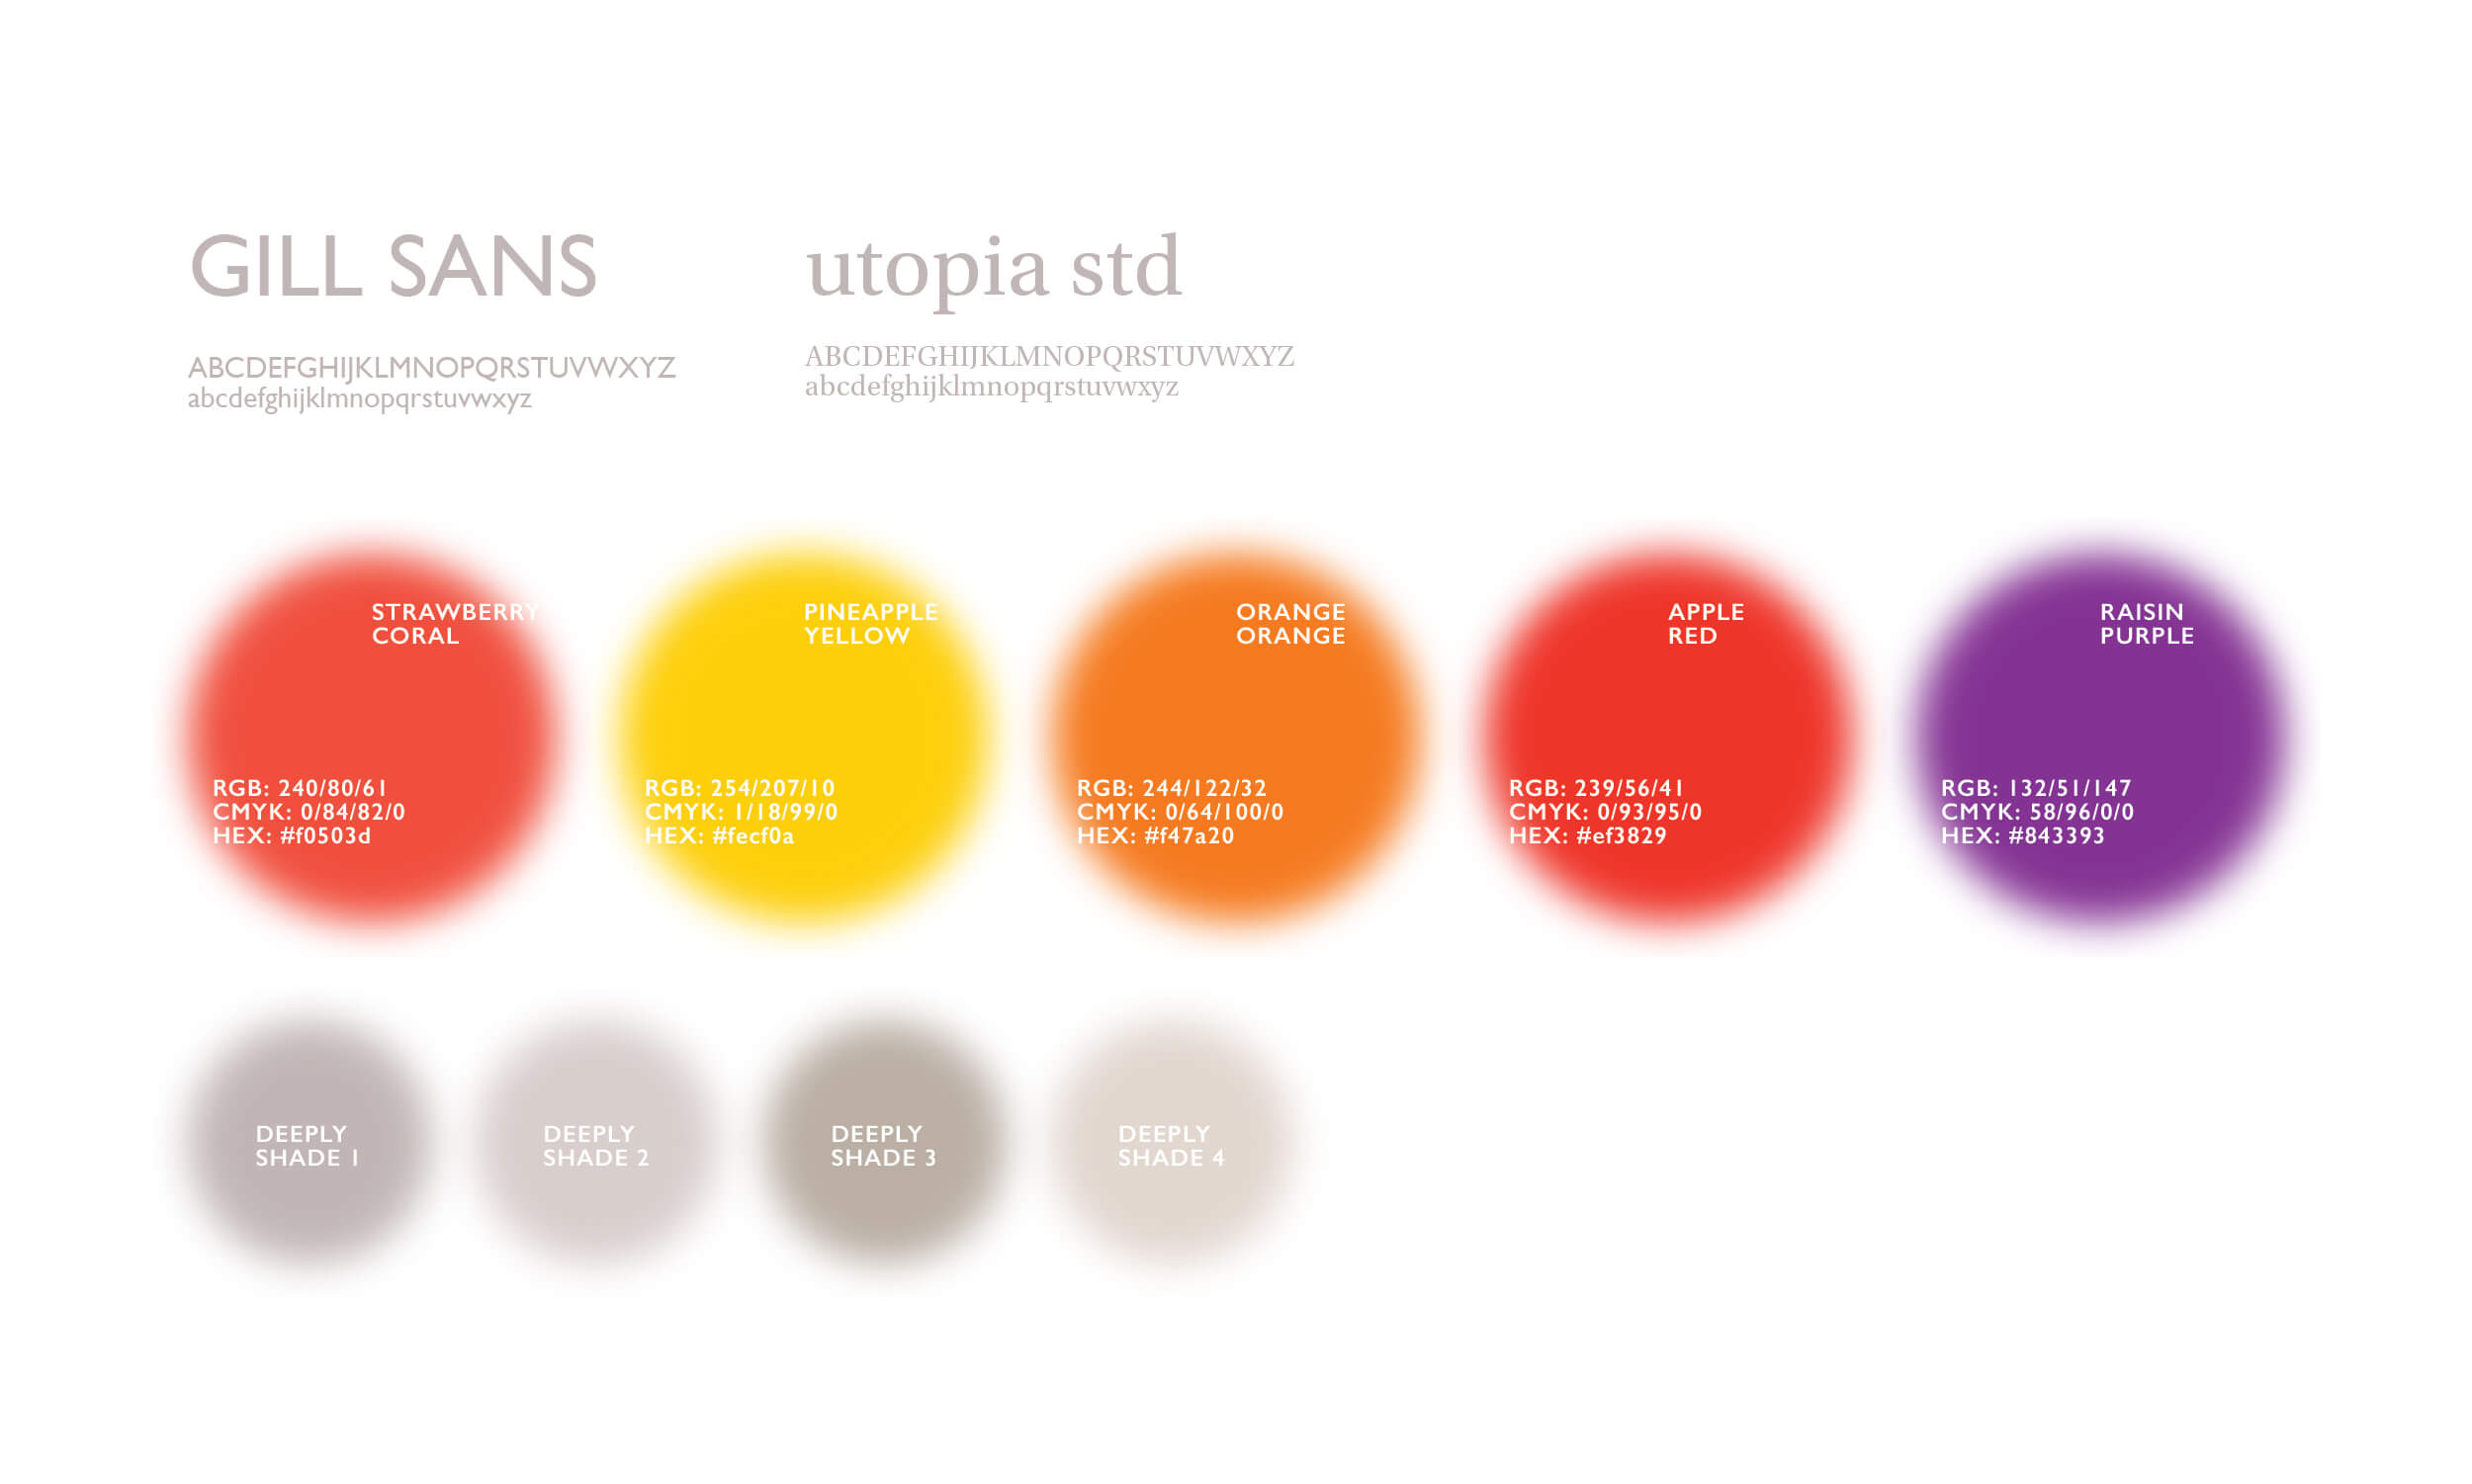 GILL SANS
ABCDEFGHIJKLMNOPQRSTUVWXYZ
abcdefghijklmnopqrstuvwxyz
utopia std
ABCDEFGHIJKLMNOPQRSTUVWXYZ
abcdefghijklmnopqrstuvwxyz
STRAWBERRY
CORAL
RGB: 240/80/61
CMYK: 0/84/82/0
HEX: #f0503d
PINEAPPLE
YELLOW
RGB: 254/207/10
CMYK: 1/18/99/0
HEX: #fecf0a
ORANGE
ORANGE
RGB: 244/122/32
CMYK: 0/64/100/0
HEX: #f47a20
APPLE
RED
RGB: 239/56/41
CMYK: 0/93/95/0
HEX: #ef3829
RAISIN
PURPLE
RGB: 132/51/147
CMYK: 58/96/0/0
HEX: #843393
DEEPLY
SHADE 1
DEEPLY
SHADE 2
DEEPLY
SHADE 3
DEEPLY
SHADE 4